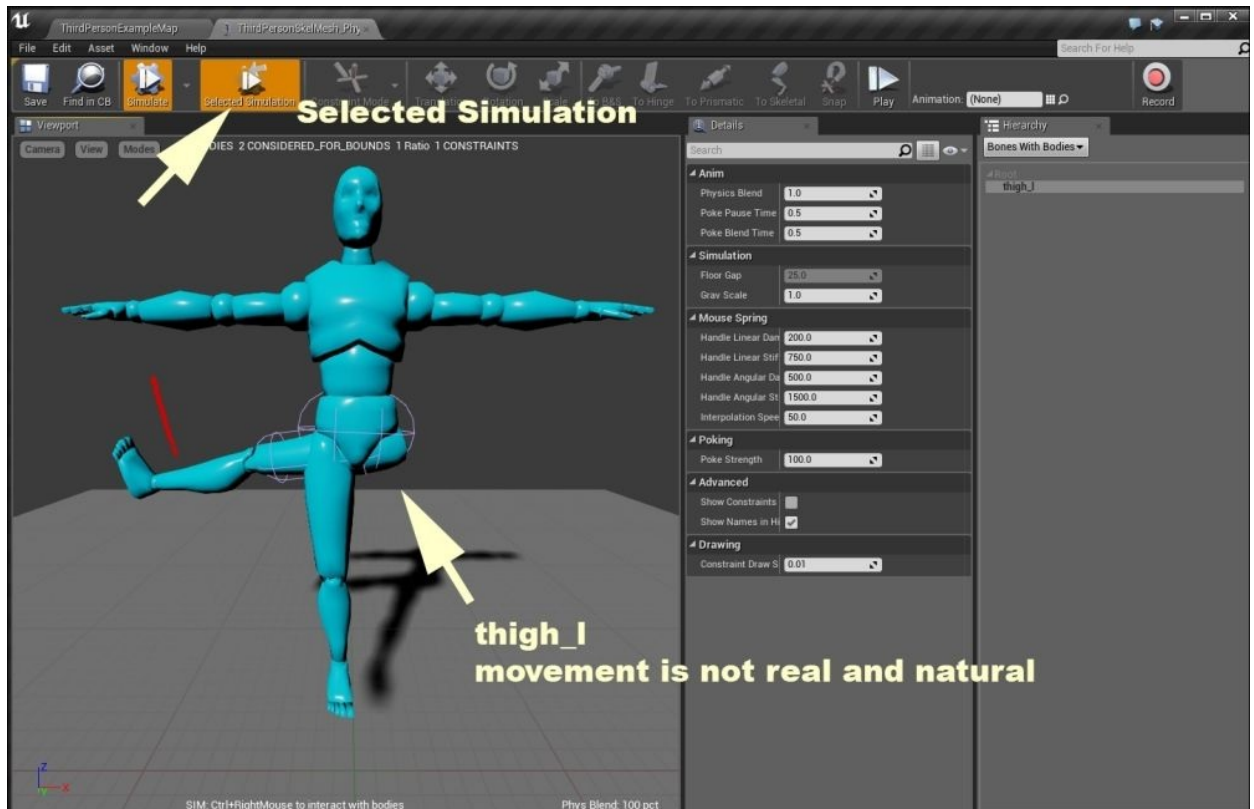 ThirdPersonExampleMap
ThirdPersonSkelMesh_Phy
File Edit Asset Window Help
Search For Help
Save Find in CB Simulate Selected Simulation Constraint Mode Translation Rotation Scale To B&S To Hinge To Prismatic To Skeletal Snap Play Animation: (None) Record
Selected Simulation
Viewport
Camera View Modes
DIES 2 CONSIDERED_FOR_BOUNDS 1 Ratio 1 CONSTRAINTS
thigh_l
movement is not real and natural
Z
X
Y
SIM: Ctrl+RightMouse to interact with bodies
Phys Blend: 100 pct
Details
Search
Anim
Physics Blend 1.0
Poke Pause Time 0.5
Poke Blend Time 0.5
Simulation
Floor Gap 25.0
Grav Scale 1.0
Mouse Spring
Handle Linear Dam 200.0
Handle Linear Stif 750.0
Handle Angular Da 500.0
Handle Angular St 1500.0
Interpolation Spee 50.0
Poking
Poke Strength 100.0
Advanced
Show Constraints
Show Names in Hi
Drawing
Constraint Draw S 0.01
Hierarchy
Bones With Bodies
Root
thigh_l